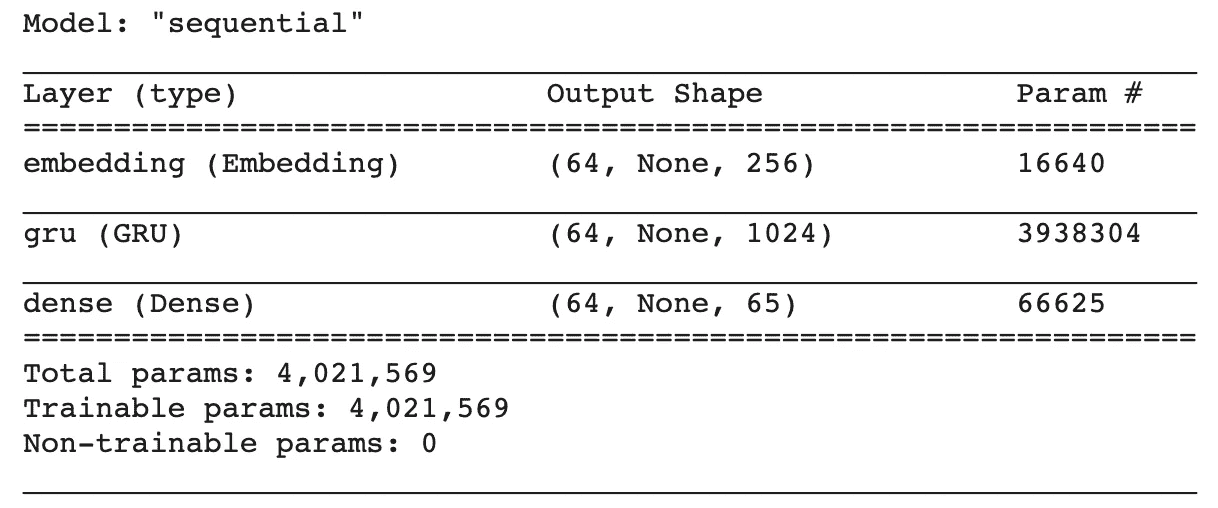 Model: "sequential"
Layer (type) Output Shape Param #
=================================================================
embedding (Embedding) (64, None, 256) 16640
gru (GRU) (64, None, 1024) 3938304
dense (Dense) (64, None, 65) 66625
=================================================================
Total params: 4,021,569
Trainable params: 4,021,569
Non-trainable params: 0